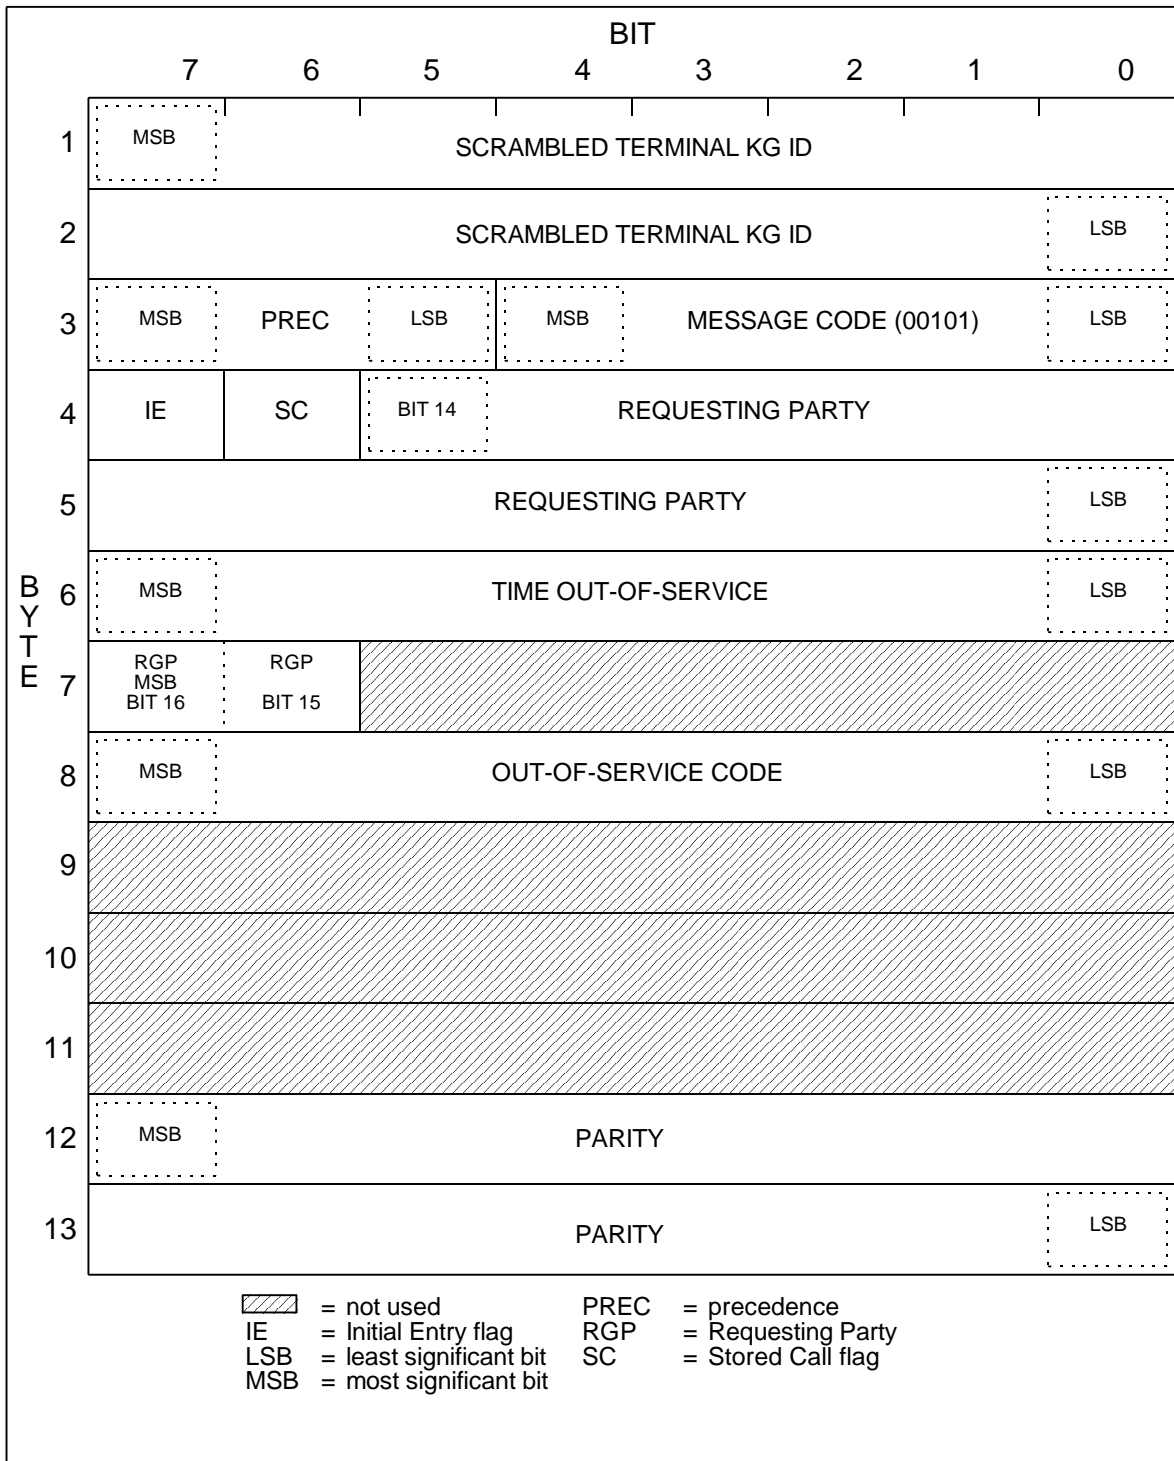 BIT
7 6 5 4 3 2 1 0
BYTE
1 MSB SCRAMBLED TERMINAL KG ID
2 SCRAMBLED TERMINAL KG ID LSB
3 MSB PREC LSB MSB MESSAGE CODE (00101) LSB
4 IE SC BIT 14 REQUESTING PARTY
5 REQUESTING PARTY LSB
6 MSB TIME OUT-OF-SERVICE LSB
7 RGP MSB BIT 16 RGP BIT 15
8 MSB OUT-OF-SERVICE CODE LSB
9
10
11
12 MSB PARITY
13 PARITY LSB
= not used PREC = precedence
IE = Initial Entry flag RGP = Requesting Party
LSB = least significant bit SC = Stored Call flag
MSB = most significant bit